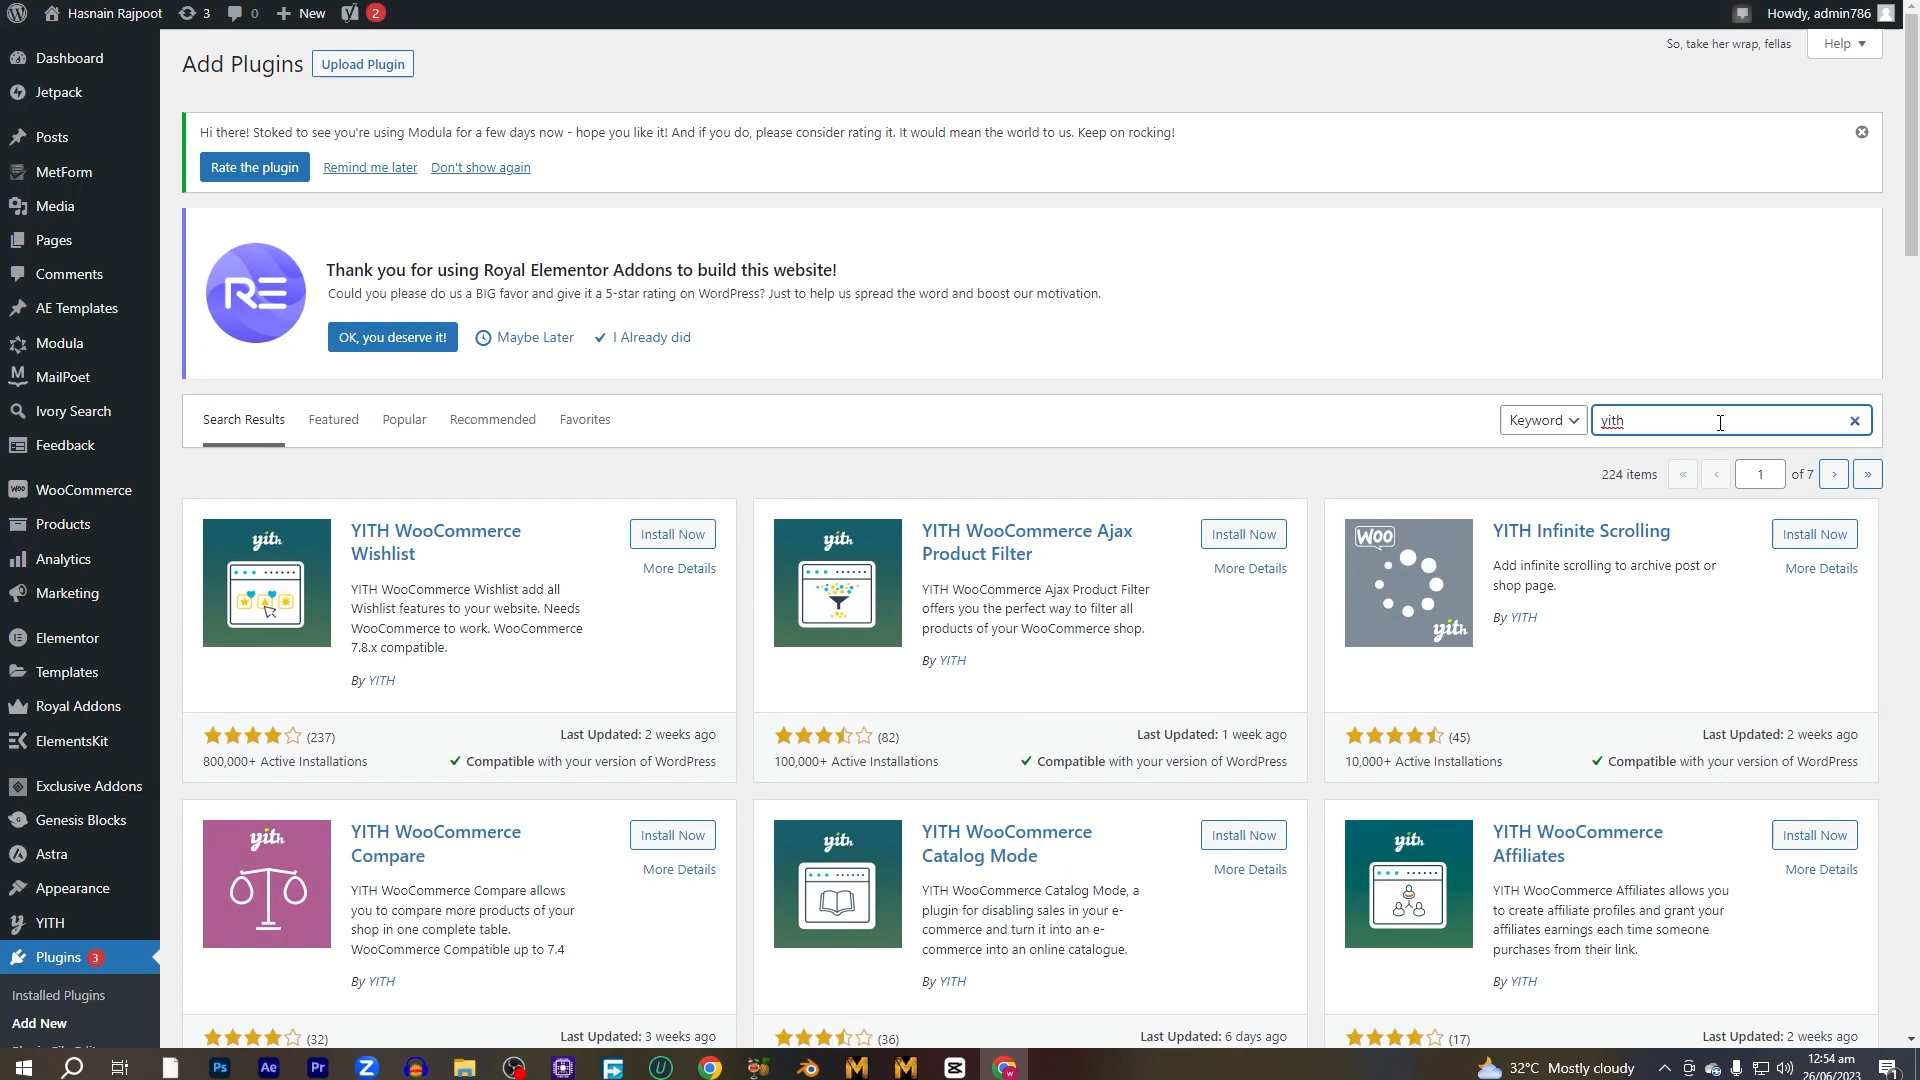 Hasnain Rajpoot 3 0 New 2 Howdy, admin786
So, take her wrap, fellas Help
Dashboard
Jetpack
Posts
MetForm
Media
Pages
Comments
AE Templates
Modula
MailPoet
Ivory Search
Feedback
WooCommerce
Products
Analytics
Marketing
Elementor
Templates
Royal Addons
ElementsKit
Exclusive Addons
Genesis Blocks
Astra
Appearance
YITH
Plugins 3
Installed Plugins
Add New
Add Plugins Upload Plugin
Hi there! Stoked to see you're using Modula for a few days now - hope you like it! And if you do, please consider rating it. It would mean the world to us. Keep on rocking!
Rate the plugin Remind me later Don't show again
RE
Thank you for using Royal Elementor Addons to build this website!
Could you please do us a BIG favor and give it a 5-star rating on WordPress? Just to help us spread the word and boost our motivation.
OK, you deserve it! Maybe Later I Already did
Search Results Featured Popular Recommended Favorites Keyword yith
224 items « ‹ 1 of 7 › »
yith
YITH WooCommerce
Wishlist
Install Now
More Details
YITH WooCommerce Wishlist add all
Wishlist features to your website. Needs
WooCommerce to work. WooCommerce
7.8.x compatible.
By YITH
(237) Last Updated: 2 weeks ago
800,000+ Active Installations Compatible with your version of WordPress
yith
YITH WooCommerce Ajax
Product Filter
Install Now
More Details
YITH WooCommerce Ajax Product Filter
offers you the perfect way to filter all
products of your WooCommerce shop.
By YITH
(82) Last Updated: 1 week ago
100,000+ Active Installations Compatible with your version of WordPress
WOO
yith
YITH Infinite Scrolling
Install Now
More Details
Add infinite scrolling to archive post or
shop page.
By YITH
(45) Last Updated: 2 weeks ago
10,000+ Active Installations Compatible with your version of WordPress
yith
YITH WooCommerce
Compare
Install Now
More Details
YITH WooCommerce Compare allows
you to compare more products of your
shop in one complete table.
WooCommerce Compatible up to 7.4
By YITH
(32) Last Updated: 3 weeks ago
yith
YITH WooCommerce
Catalog Mode
Install Now
More Details
YITH WooCommerce Catalog Mode, a
plugin for disabling sales in your e-
commerce and turn it into an e-
commerce into an online catalogue.
By YITH
(36) Last Updated: 6 days ago
yith
YITH WooCommerce
Affiliates
Install Now
More Details
YITH WooCommerce Affiliates allows you
to create affiliate profiles and grant your
affiliates earnings each time someone
purchases from their link.
By YITH
(17) Last Updated: 2 weeks ago
Ps Ae Pr 32°C Mostly cloudy 12:54 am
26/06/2023